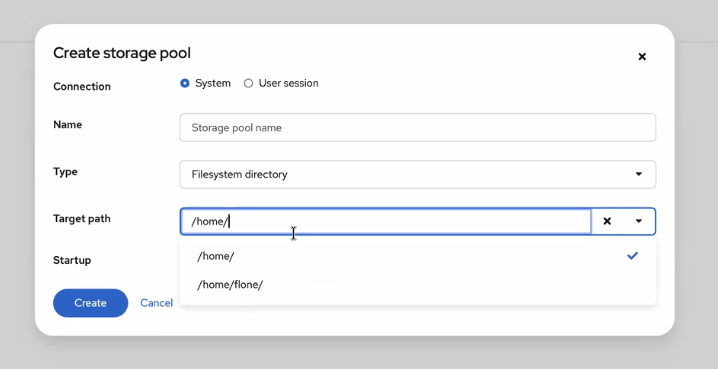 Create storage pool
Connection
System
User session
Name
Storage pool name
Type
Filesystem directory
Target path
/home/
/home/
/home/flone/
Startup
Create
Cancel